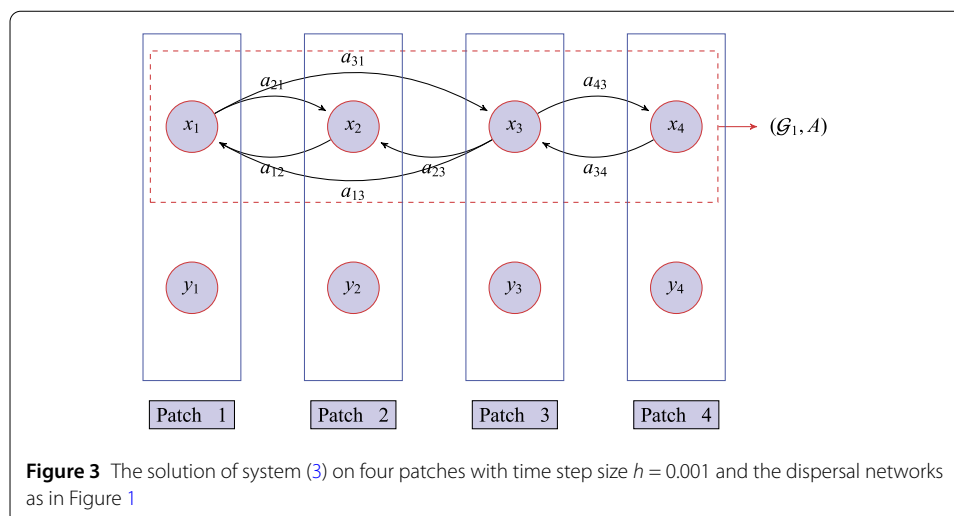 a₃₁
a₂₁
a₄₃
x₁ x₂ x₃ x₄
(𝒢₁, A)
a₁₂ a₂₃ a₃₄
a₁₃
y₁ y₂ y₃ y₄
Patch 1 Patch 2 Patch 3 Patch 4
Figure 3 The solution of system (3) on four patches with time step size h = 0.001 and the dispersal networks
as in Figure 1